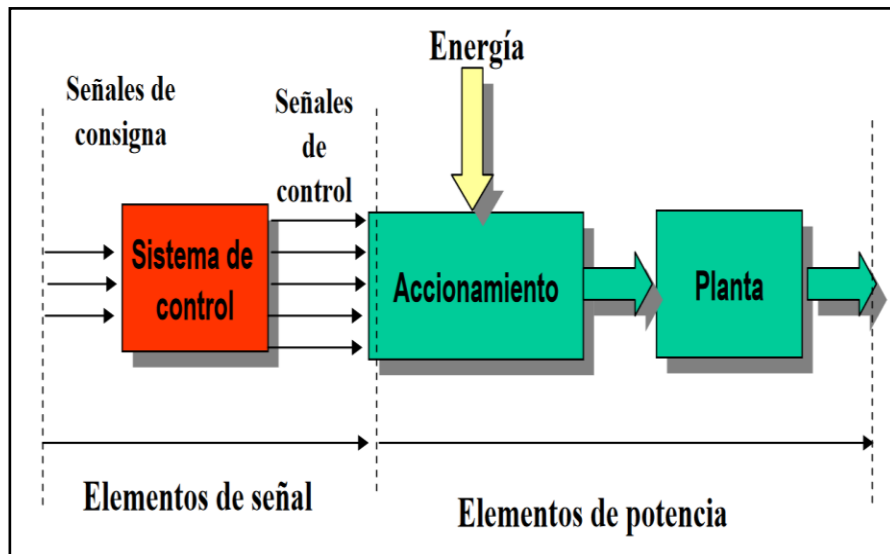 Energía
Señales de
consigna
Señales
de
control
Sistema de
control
Accionamiento
Planta
Elementos de señal
Elementos de potencia